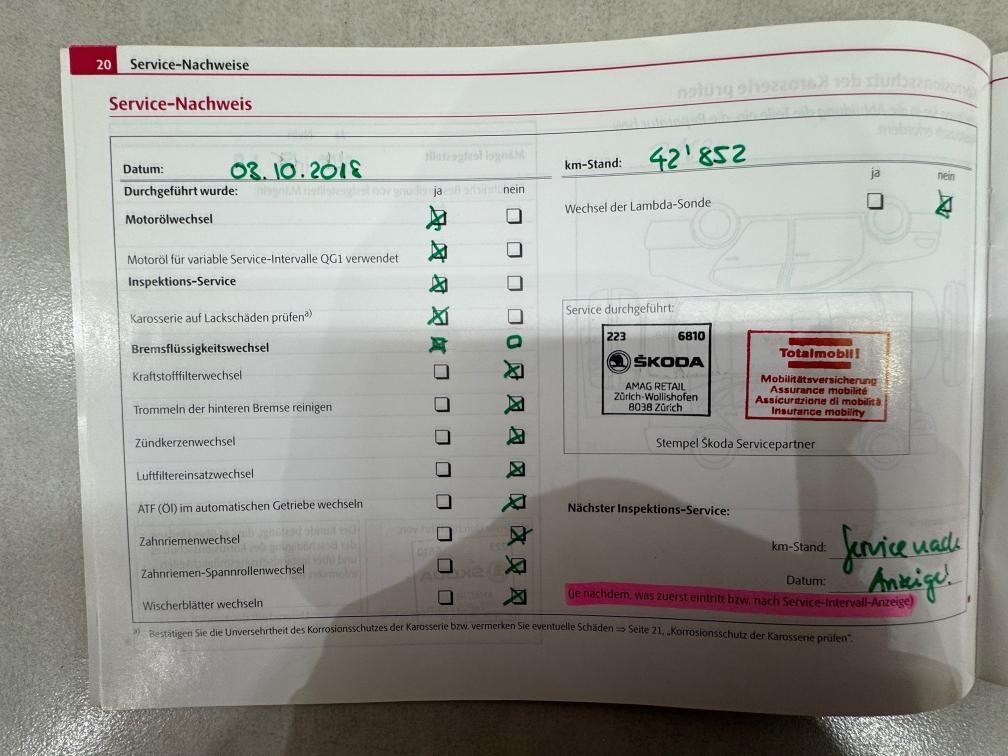 20 Service-Nachweise
Service-Nachweis
Datum: 03.10.2018
Durchgeführt wurde: ja nein
Motorölwechsel
Motoröl für variable Service-Intervalle QG1 verwendet
Inspektions-Service
Karosserie auf Lackschäden prüfen a)
Bremsflüssigkeitswechsel
Kraftstofffilterwechsel
Trommeln der hinteren Bremse reinigen
Zündkerzenwechsel
Luftfiltereinsatzwechsel
ATF (Öl) im automatischen Getriebe wechseln
Zahnriemenwechsel
Zahnriemen-Spannrollenwechsel
Wischerblätter wechseln
km-Stand: 42'852
ja nein
Wechsel der Lambda-Sonde
Service durchgeführt:
223 6810
ŠKODA
AMAG RETAIL
Zürich-Wollishofen
8038 Zürich
Totalmobil!
Mobilitätsversicherung
Assurance mobilité
Assicurazione di mobilità
Insurance mobility
Stempel Škoda Servicepartner
Nächster Inspektions-Service:
km-Stand: Service nach
Datum: Anzeige!
(je nachdem, was zuerst eintritt bzw. nach Service-Intervall-Anzeige)
a) Bestätigen Sie die Unversehrtheit des Korrosionsschutzes der Karosserie bzw. vermerken Sie eventuelle Schäden ⇒ Seite 21, „Korrosionsschutz der Karosserie prüfen".